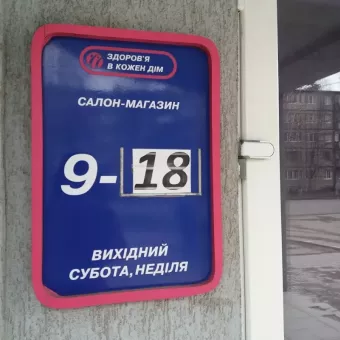 ЗДОРОВ'Я
В КОЖЕН ДІМ
САЛОН-МАГАЗИН
9-18
ВИХІДНИЙ
СУБОТА, НЕДІЛЯ